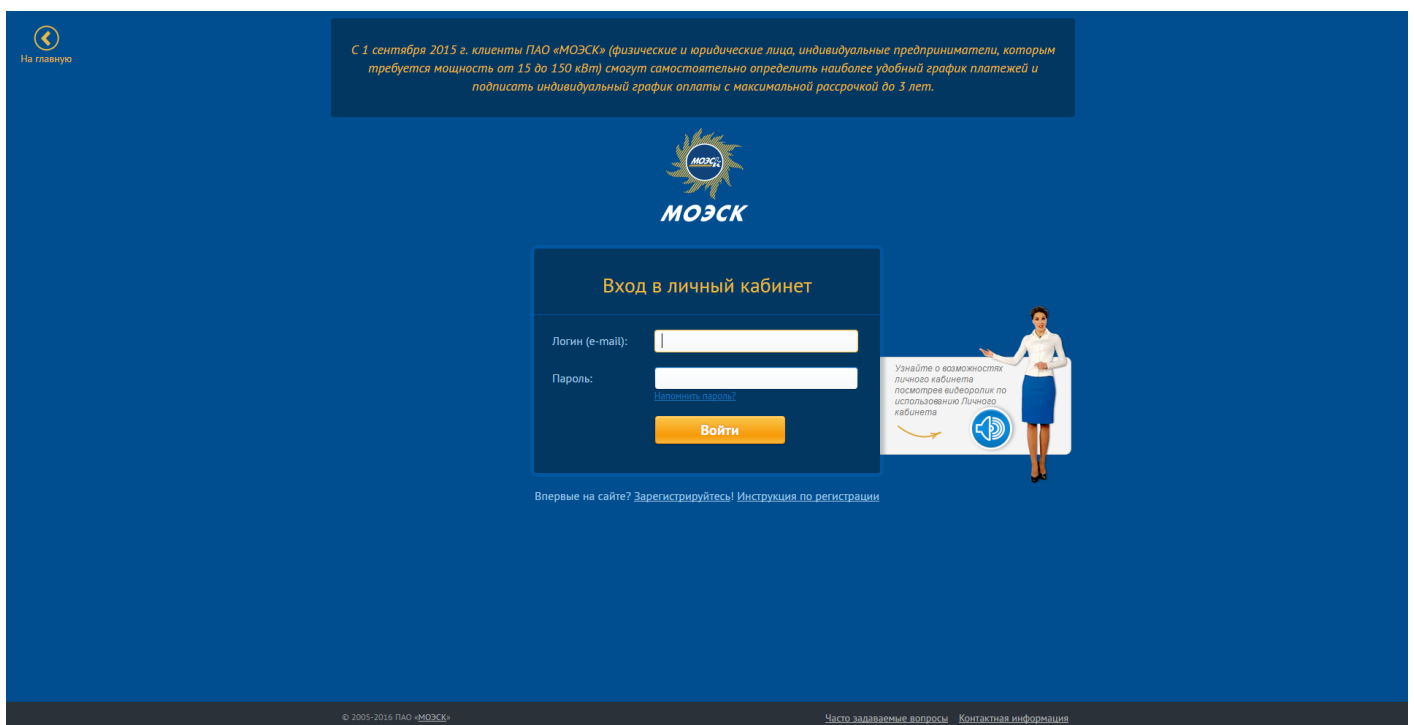 На главную
С 1 сентября 2015 г. клиенты ПАО «МОЭСК» (физические и юридические лица, индивидуальные предприниматели, которым
требуется мощность от 15 до 150 кВт) смогут самостоятельно определить наиболее удобный график платежей и
подписать индивидуальный график оплаты с максимальной рассрочкой до 3 лет.
МОЭСК
МОЭСК
Вход в личный кабинет
Логин (e-mail):
Пароль:
Напомнить пароль?
Войти
Узнайте о возможностях
личного кабинета
посмотрев видеоролик по
использованию Личного
кабинета
Впервые на сайте? Зарегистрируйтесь! Инструкция по регистрации
© 2005-2016 ПАО «МОЭСК»
Часто задаваемые вопросы Контактная информация